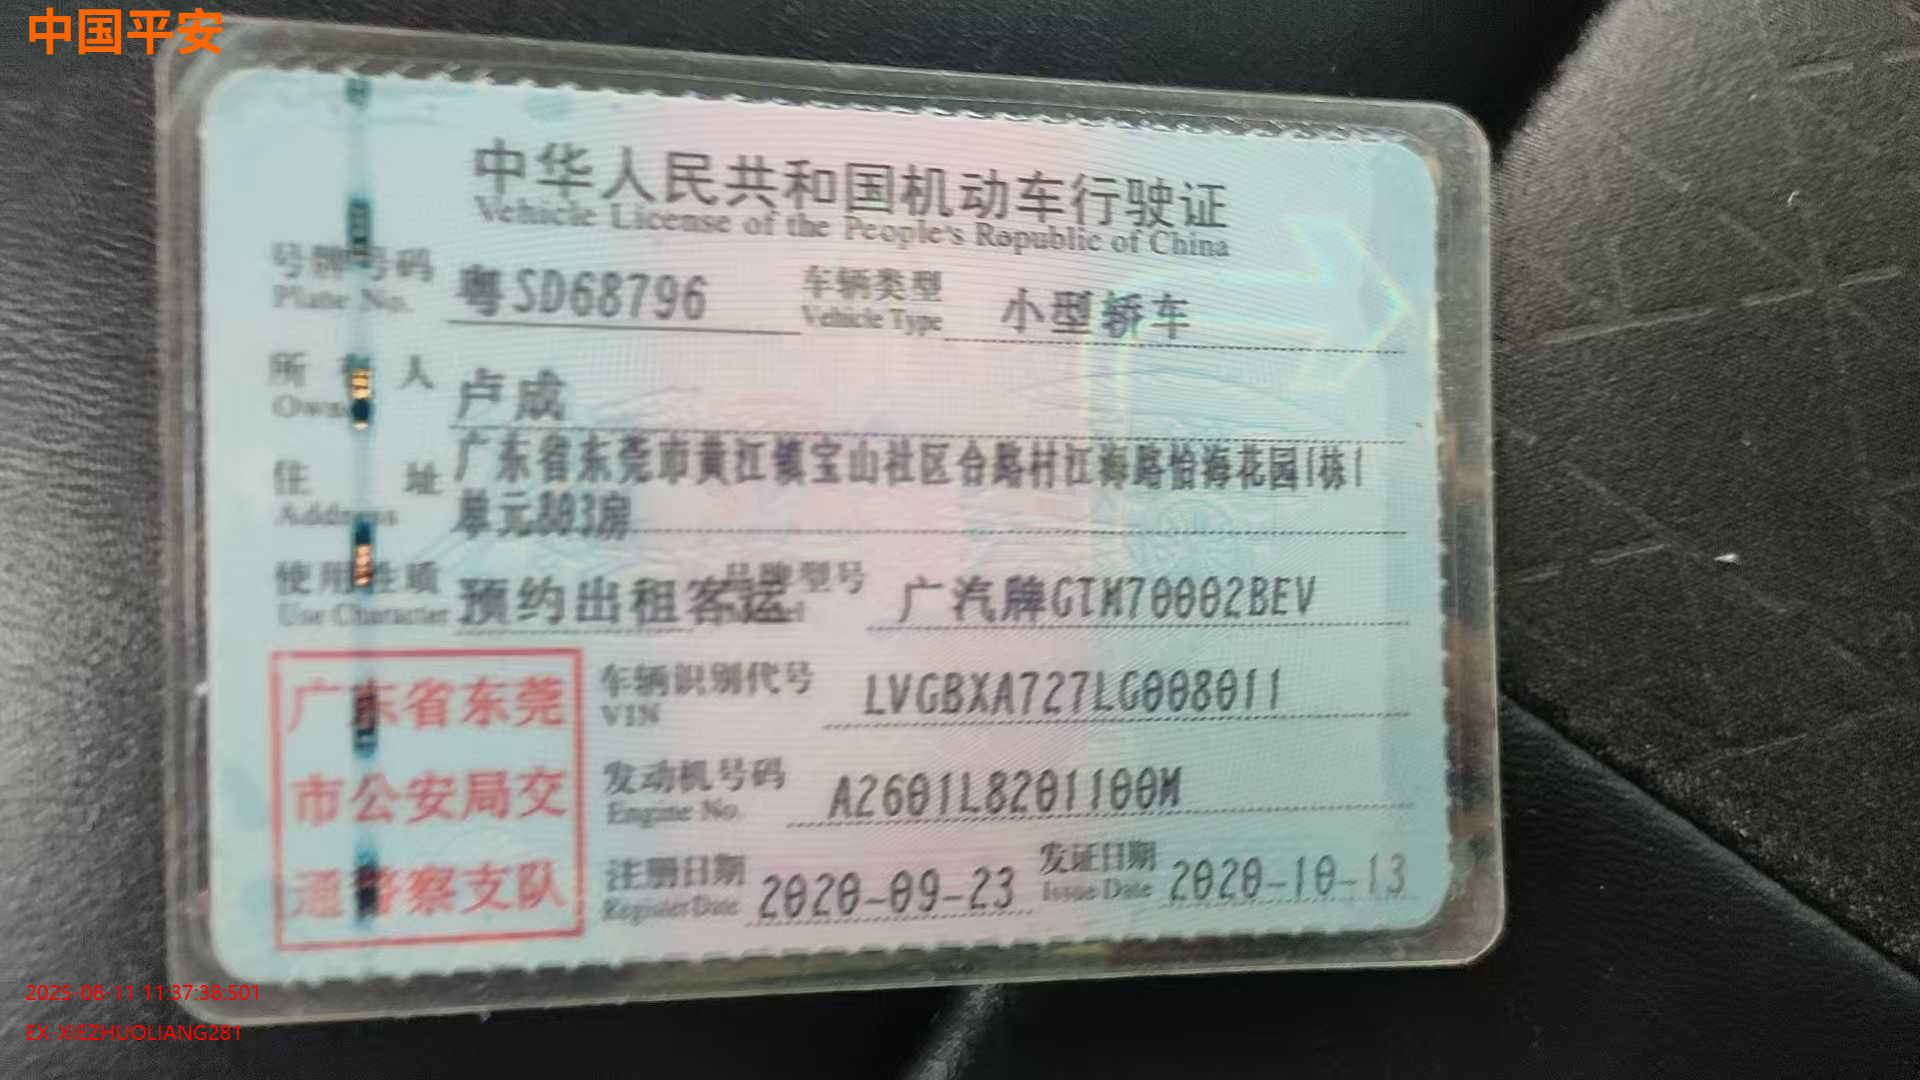 中国平安
中华人民共和国机动车行驶证
Vehicle License of the People's Republic of China
号牌号码 粤SD68796 车辆类型 小型轿车
Plate No. Vehicle Type
所有人 卢成
Owner
住址 广东省东莞市黄江镇宝山社区合路村江海路怡海花园1栋1
Address 单元803房
使用性质 预约出租客运 品牌型号 广汽牌GTM70002BEV
Use Character
广东省东莞 车辆识别代号 LVGBXA727LG008011
VIN
市公安局交 发动机号码 A2601L8201100M
Engine No.
通警察支队 注册日期 2020-09-23 发证日期 2020-10-13
Register Date Issue Date
2025-08-11 11:37:38:501
EX-XIEZHUOLIANG281